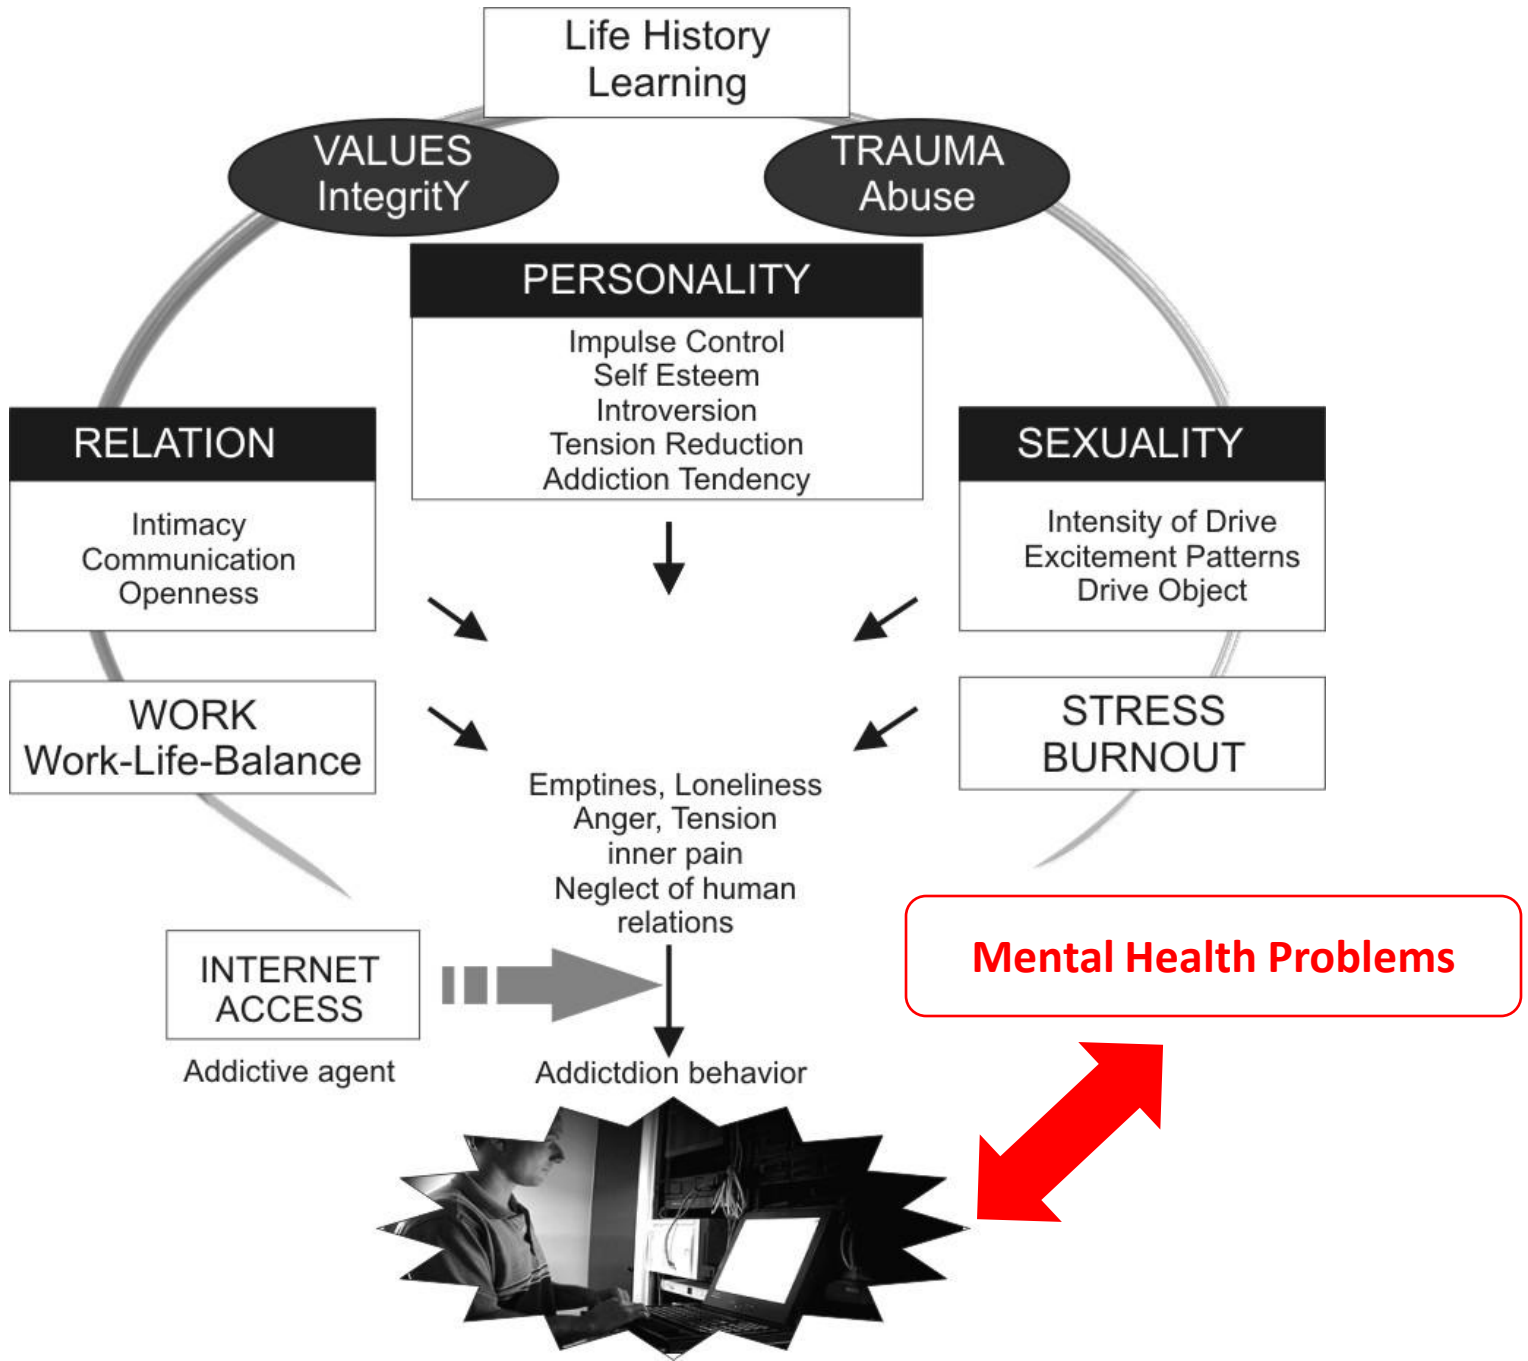 Life History
Learning
VALUES
IntegritY
TRAUMA
Abuse
PERSONALITY
Impulse Control
Self Esteem
Introversion
Tension Reduction
Addiction Tendency
RELATION
Intimacy
Communication
Openness
SEXUALITY
Intensity of Drive
Excitement Patterns
Drive Object
WORK
Work-Life-Balance
STRESS
BURNOUT
Emptines, Loneliness
Anger, Tension
inner pain
Neglect of human
relations
INTERNET
ACCESS
Addictive agent
Mental Health Problems
Addictdion behavior